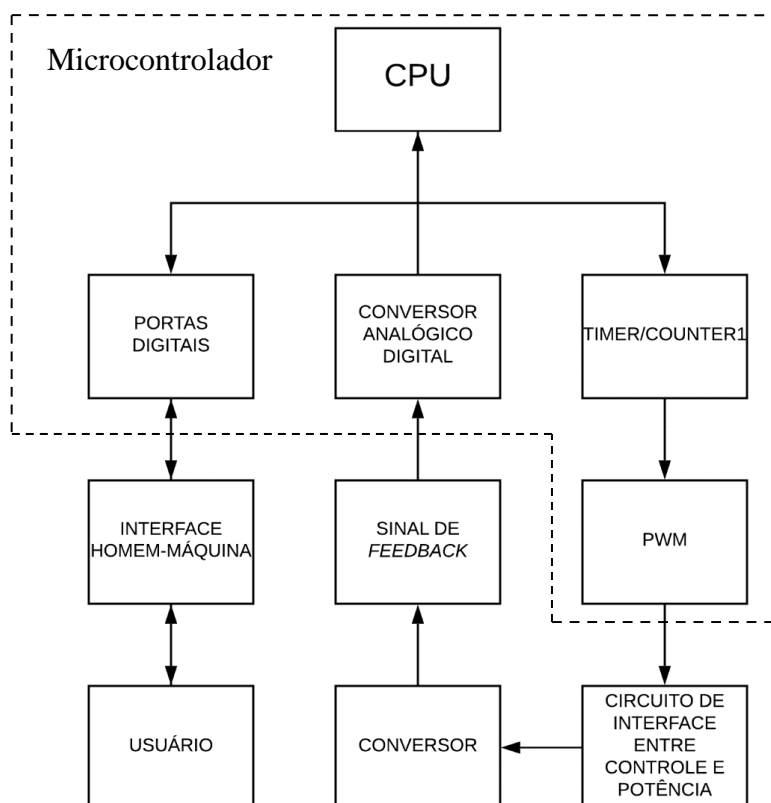 Microcontrolador
CPU
PORTAS
DIGITAIS
CONVERSOR
ANALÓGICO
DIGITAL
TIMER/COUNTER1
INTERFACE
HOMEM-MÁQUINA
SINAL DE
FEEDBACK
PWM
USUÁRIO
CONVERSOR
CIRCUITO DE
INTERFACE
ENTRE
CONTROLE E
POTÊNCIA